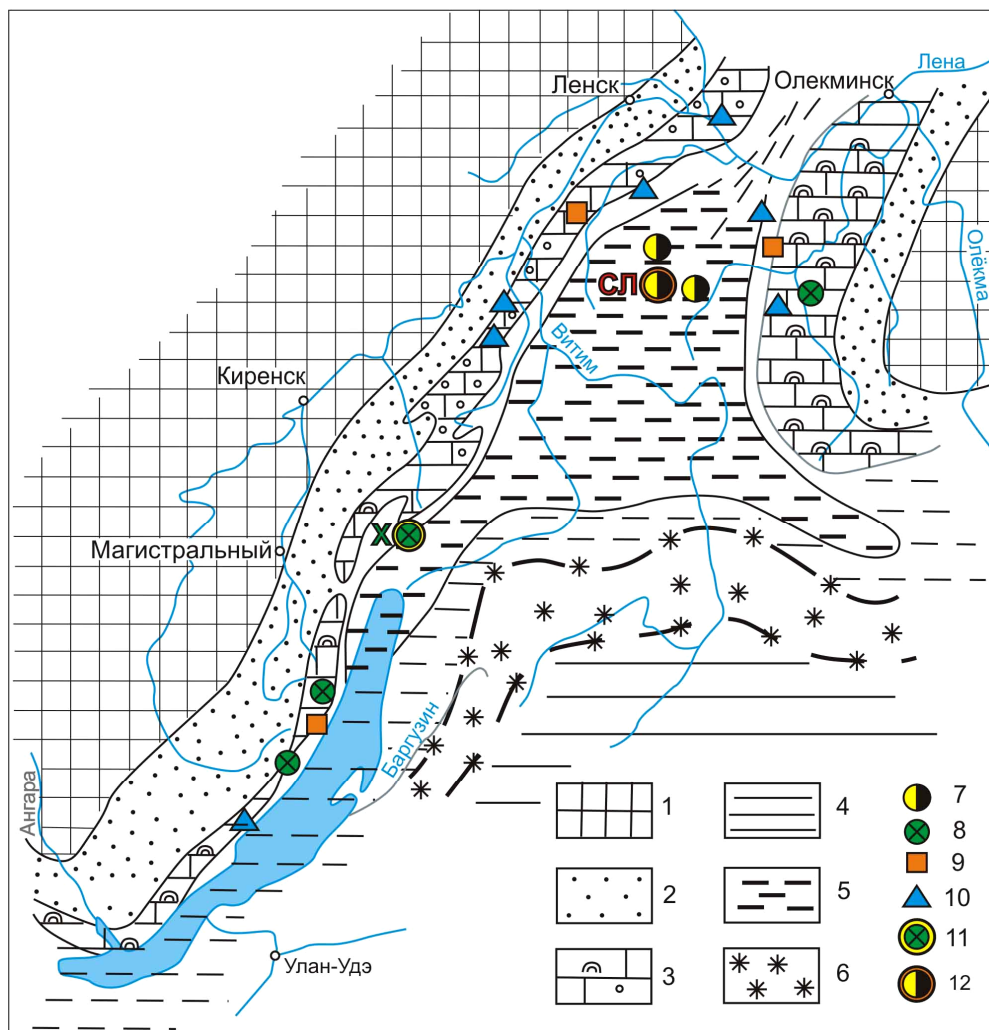 Ленск
Олекминск
Лена
Олёкма
СЛ
Витим
Киренск
Х
Магистральный
Баргузин
Ангара
Улан-Удэ
1
2
3
4
5
6
7
8
9
10
11
12